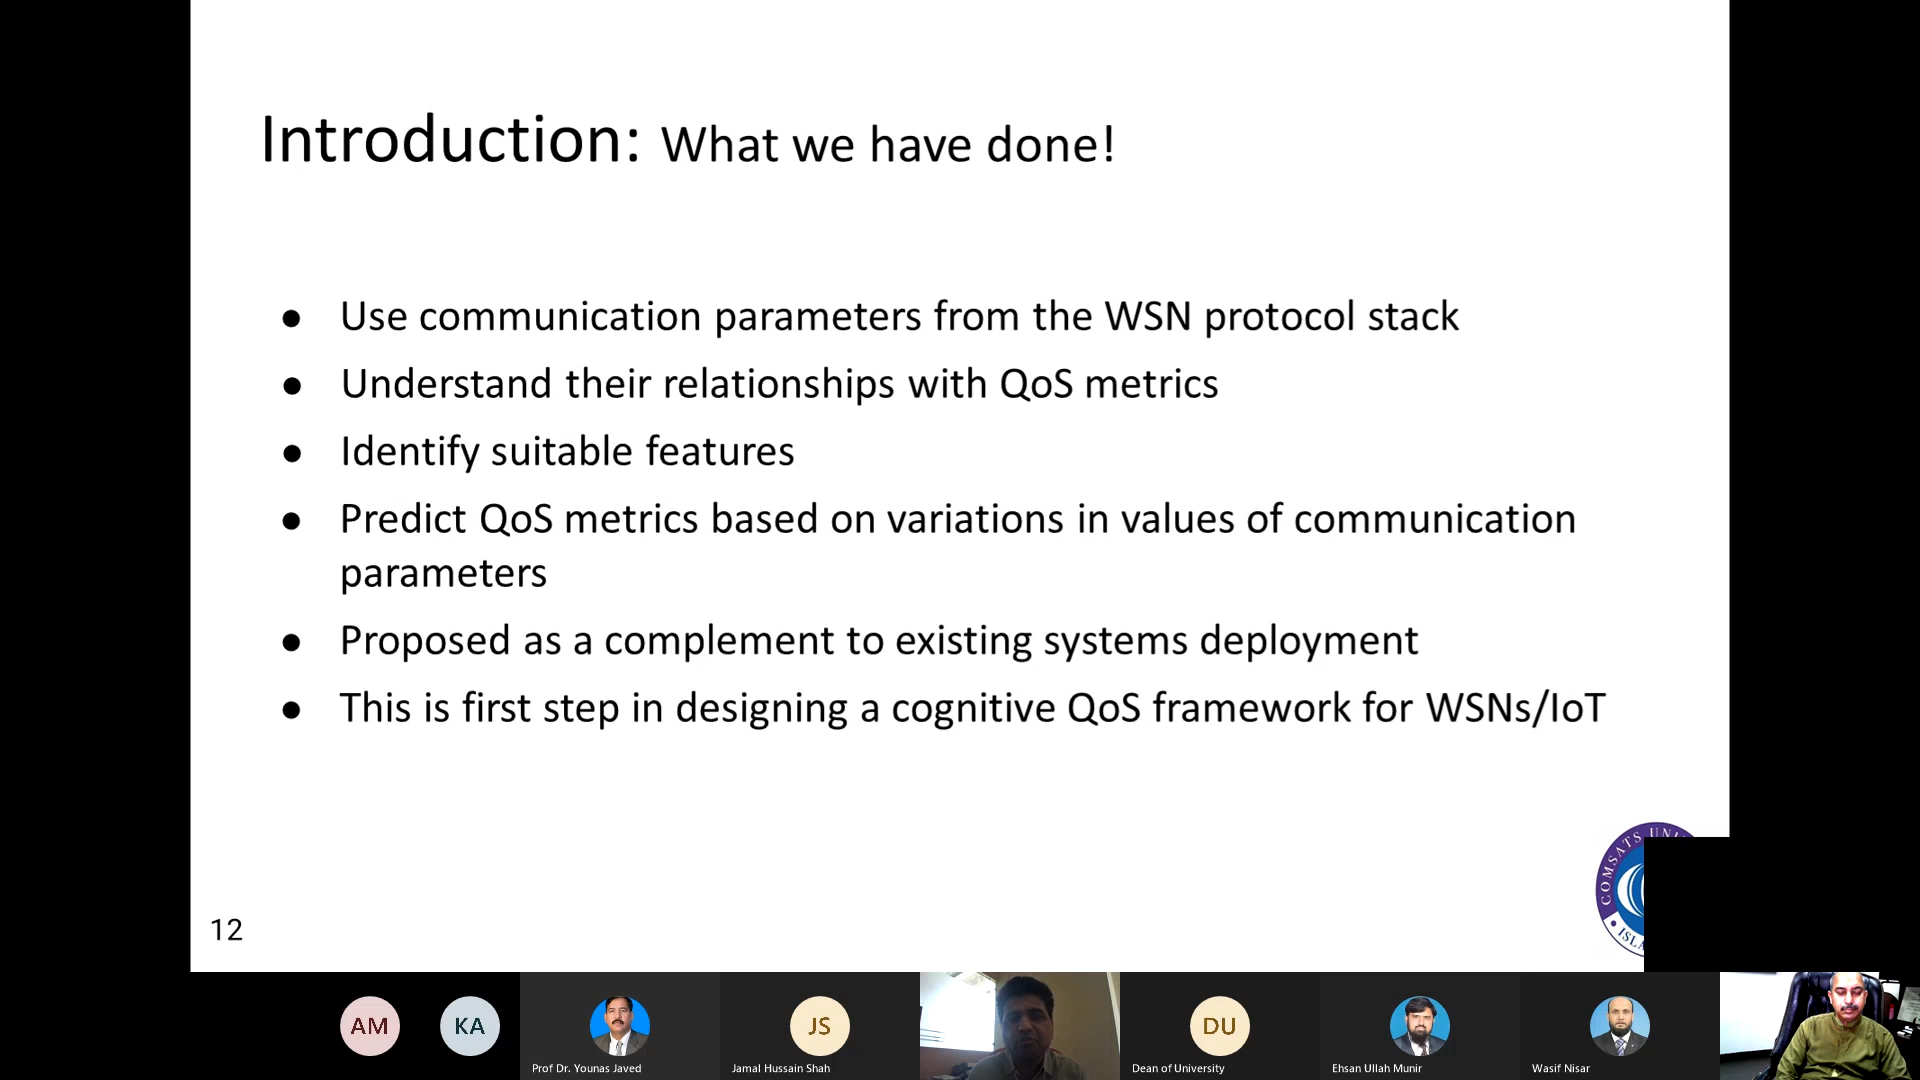 Introduction: What we have done!
● Use communication parameters from the WSN protocol stack
● Understand their relationships with QoS metrics
● Identify suitable features
● Predict QoS metrics based on variations in values of communication
parameters
● Proposed as a complement to existing systems deployment
● This is first step in designing a cognitive QoS framework for WSNs/IoT
COMSATS
12
AM
KA
JS
DU
Prof Dr. Younas Javed
Jamal Hussain Shah
Dean of University
Ehsan Ullah Munir
Wasif Nisar